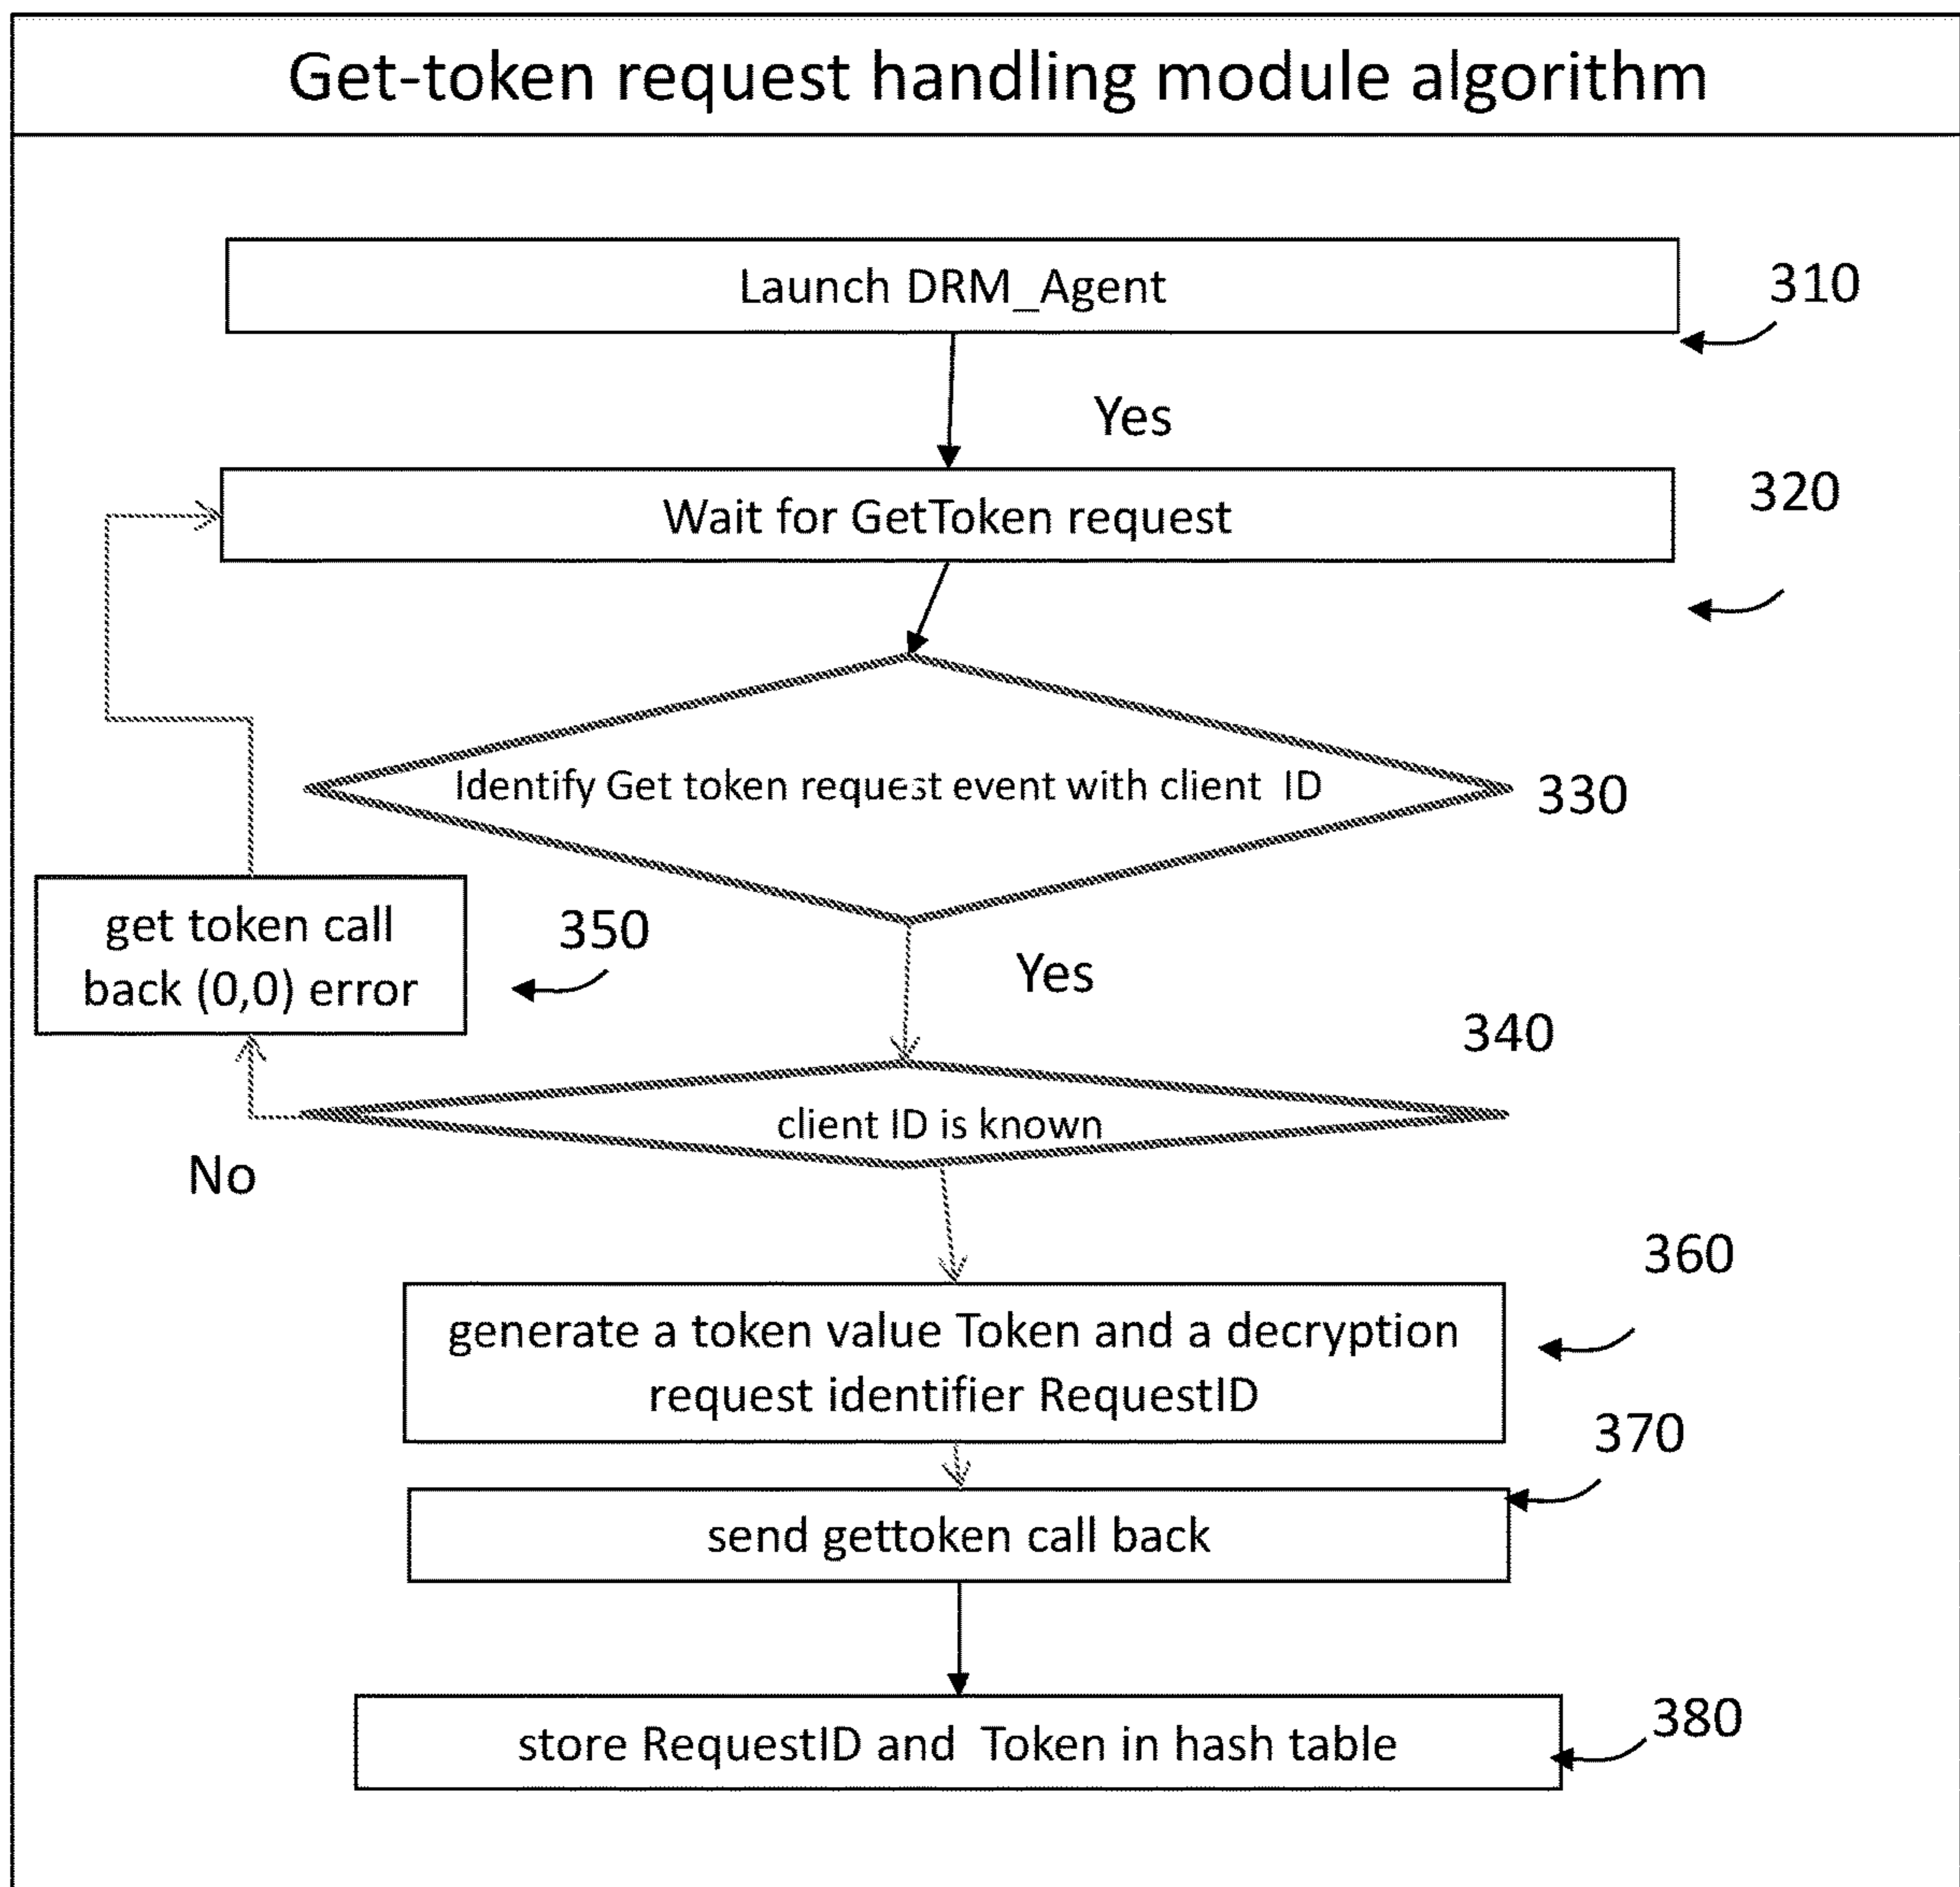 Get-token request handling module algorithm
Launch DRM_Agent
310
Yes
Wait for GetToken request
320
Identify Get token request event with client ID
330
get token call
back (0,0) error
350
Yes
340
client ID is known
No
360
generate a token value Token and a decryption
request identifier RequestID
370
send gettoken call back
store RequestID and Token in hash table
380